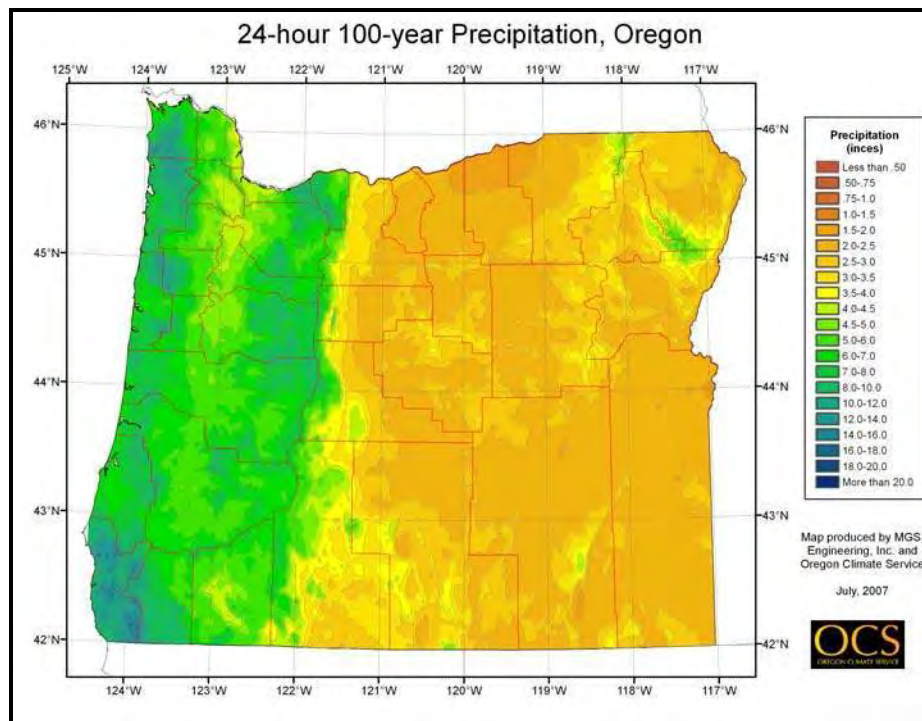 24-hour 100-year Precipitation, Oregon
125°W 124°W 123°W 122°W 121°W 120°W 119°W 118°W 117°W
46°N 46°N
45°N 45°N
44°N 44°N
43°N 43°N
42°N 42°N
124°W 123°W 122°W 121°W 120°W 119°W 118°W 117°W
Precipitation
(inces)
Less than .50
.50-.75
.75-1.0
1.0-1.5
1.5-2.0
2.0-2.5
2.5-3.0
3.0-3.5
3.5-4.0
4.0-4.5
4.5-5.0
5.0-6.0
6.0-7.0
7.0-8.0
8.0-10.0
10.0-12.0
12.0-14.0
14.0-16.0
16.0-18.0
18.0-20.0
More than 20.0
Map produced by MGS
Engineering, Inc. and
Oregon Climate Service
July, 2007
OCS
OREGON CLIMATE SERVICE